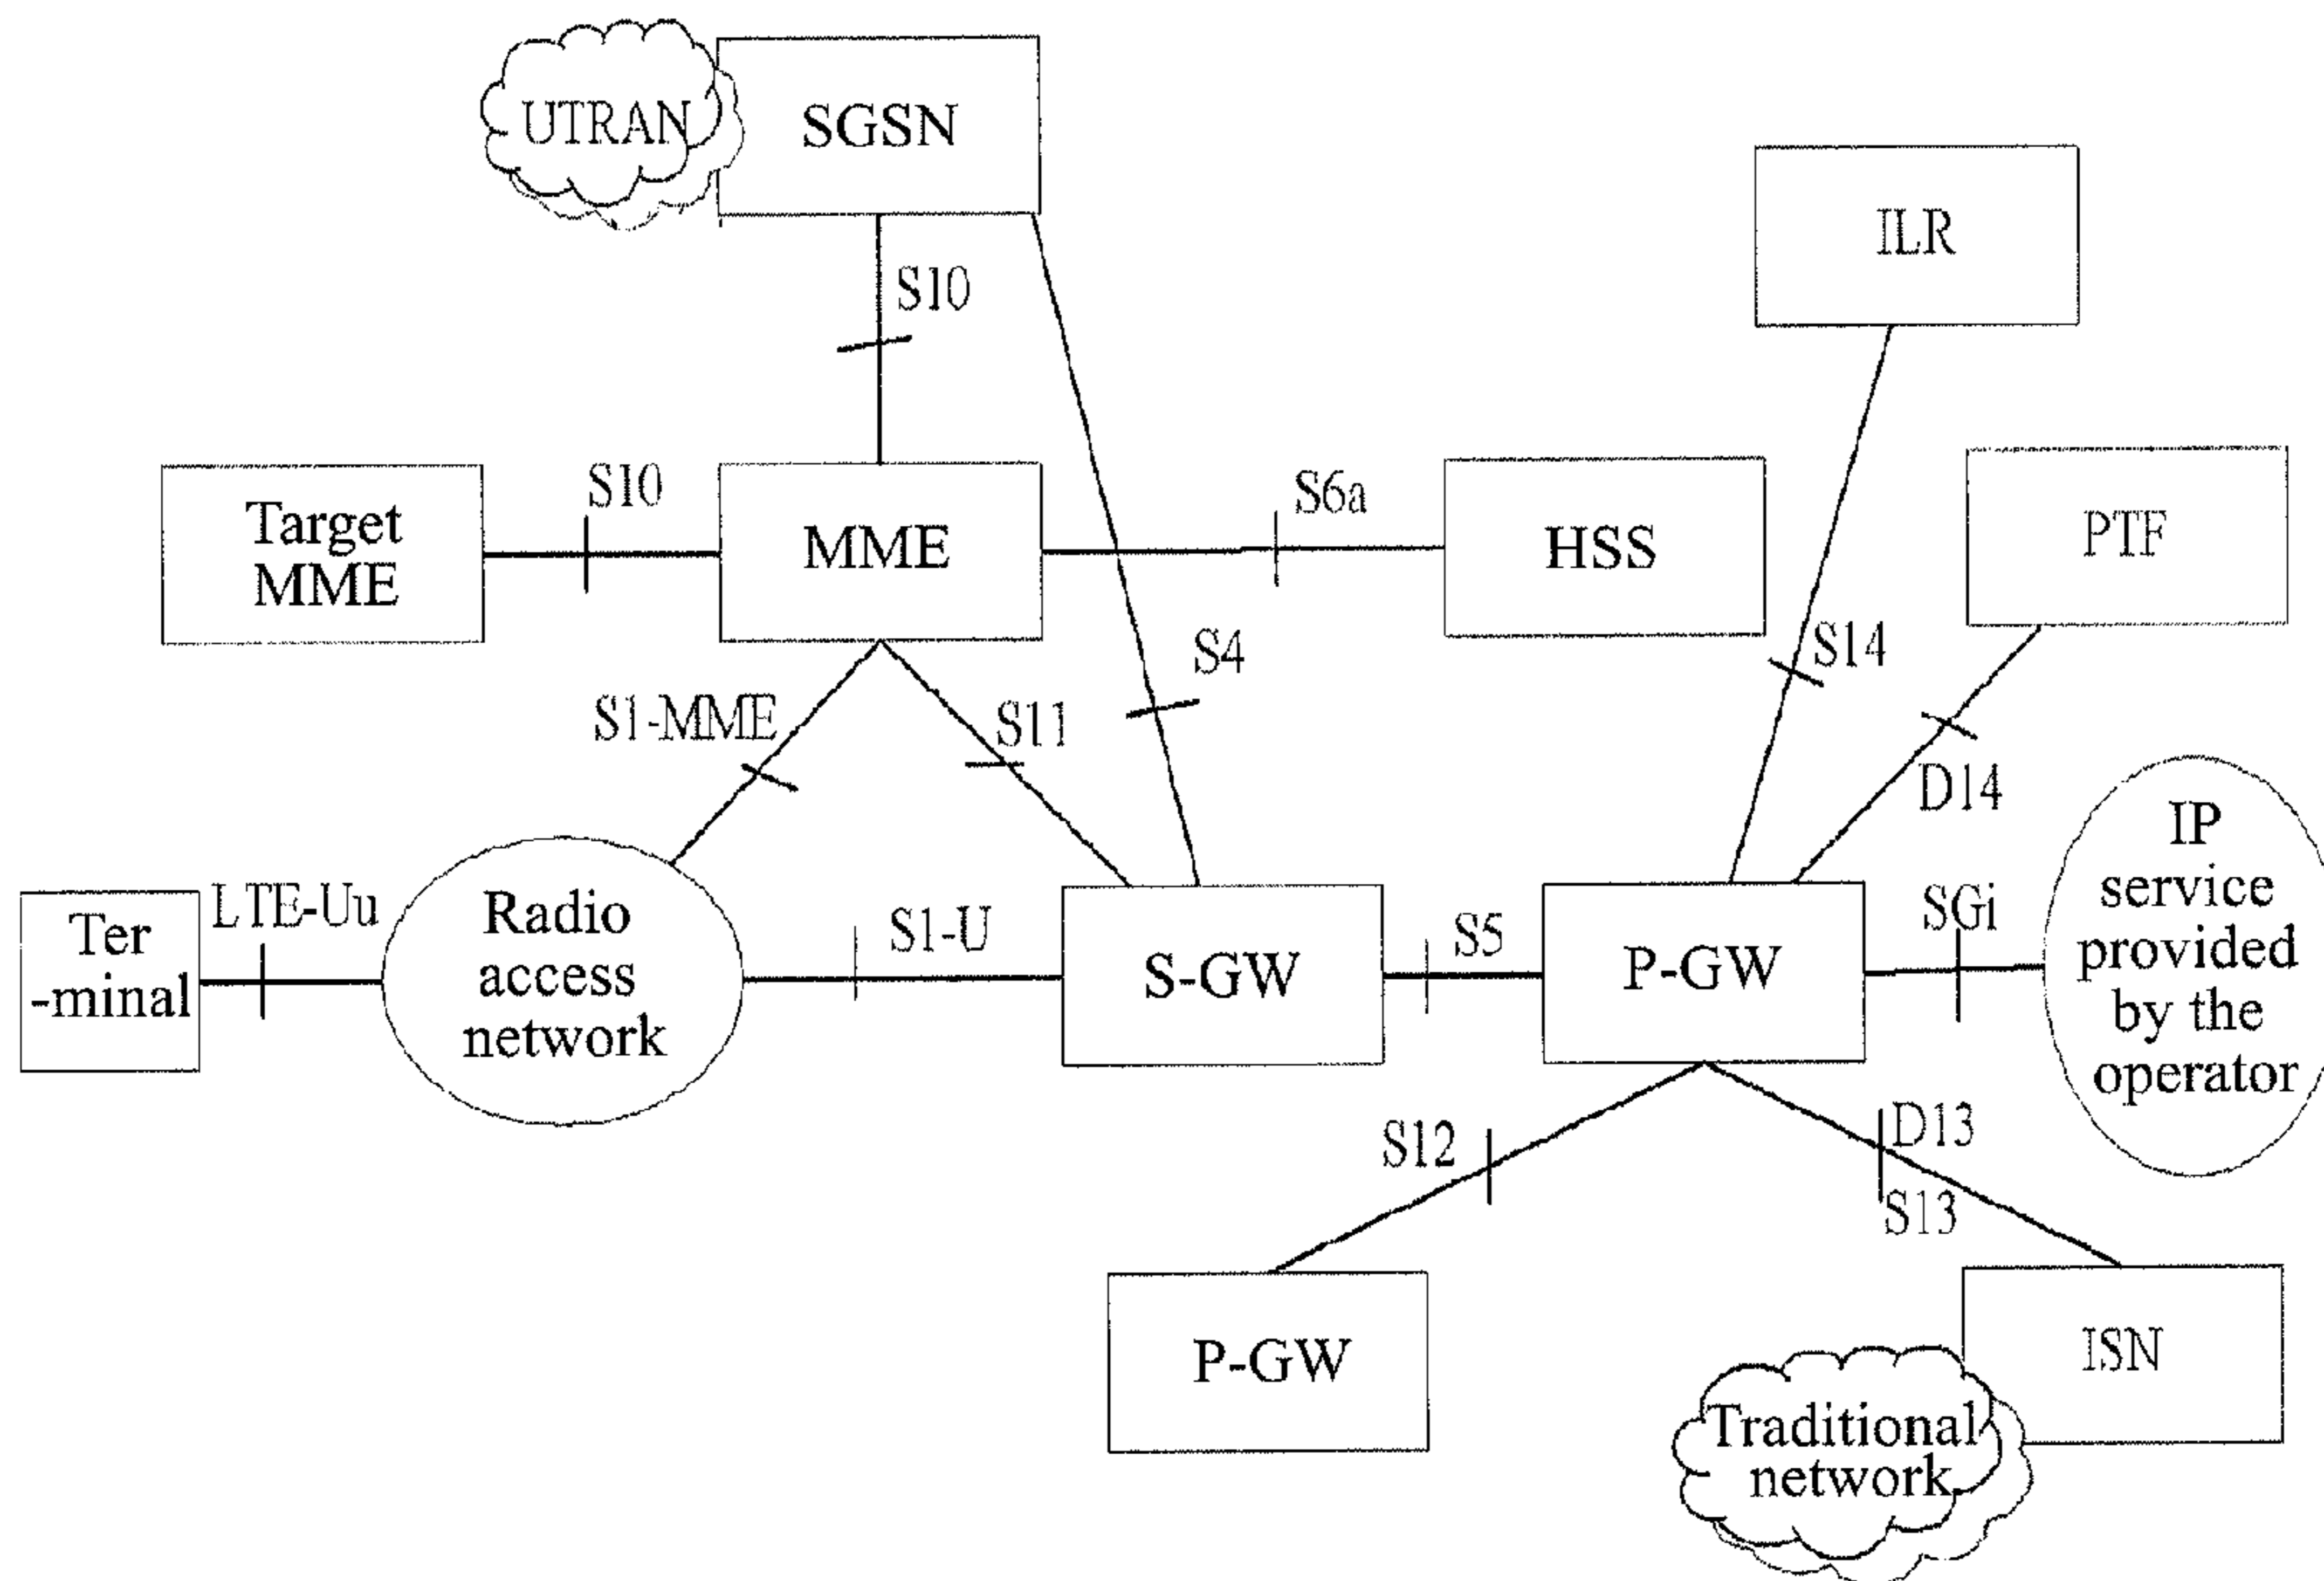 UTRAN
SGSN
ILR
S10
Target
MME
S10
MME
S6a
HSS
PTF
S4
S14
S1-MME
S11
D14
Ter
-minal
LTE-Uu
Radio
access
network
S1-U
S-GW
S5
P-GW
SGi
IP
service
provided
by the
operator
S12
D13
S13
P-GW
ISN
Traditional
network